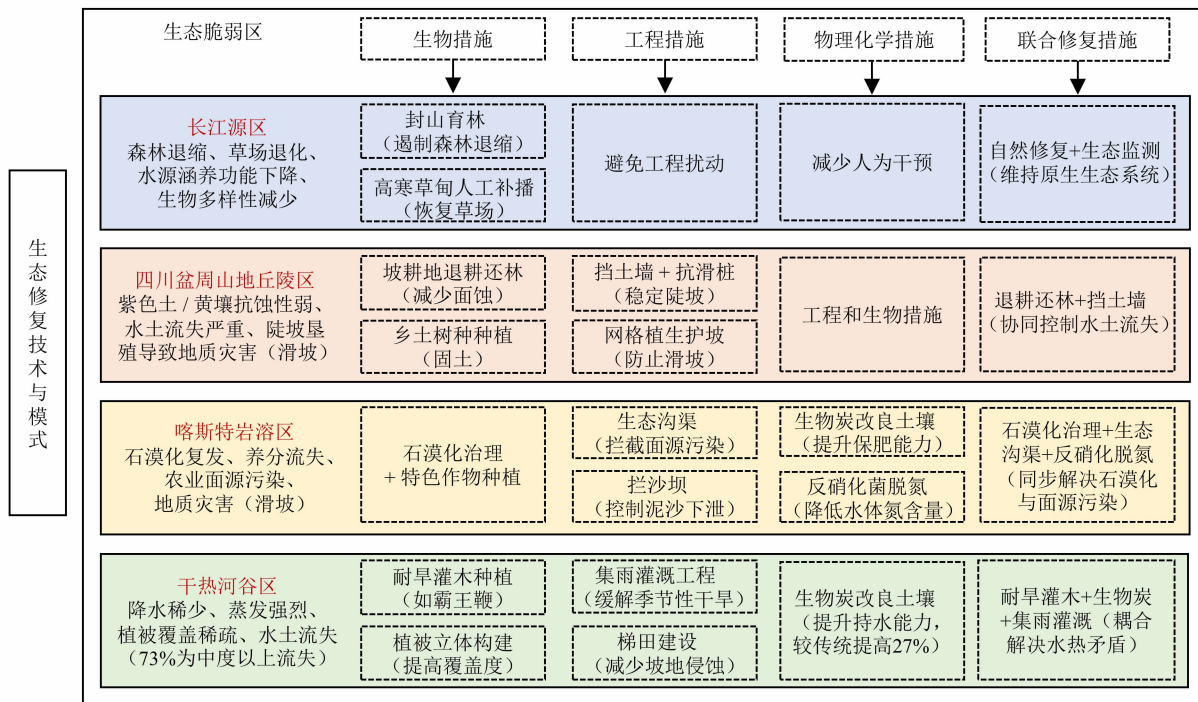 生态修复技术与模式
生态脆弱区
生物措施
工程措施
物理化学措施
联合修复措施
长江源区
森林退缩、草场退化、
水源涵养功能下降、
生物多样性减少
封山育林
（遏制森林退缩）
高寒草甸人工补播
（恢复草场）
避免工程扰动
减少人为干预
自然修复+生态监测
（维持原生生态系统）
四川盆周山地丘陵区
紫色土 / 黄壤抗蚀性弱、
水土流失严重、陡坡垦
殖导致地质灾害（滑坡）
坡耕地退耕还林
（减少面蚀）
乡土树种种植
（固土）
挡土墙 + 抗滑桩
（稳定陡坡）
网格植生护坡
（防止滑坡）
工程和生物措施
退耕还林+挡土墙
（协同控制水土流失）
喀斯特岩溶区
石漠化复发、养分流失、
农业面源污染、
地质灾害（滑坡）
石漠化治理
+ 特色作物种植
生态沟渠
（拦截面源污染）
拦沙坝
（控制泥沙下泄）
生物炭改良土壤
（提升保肥能力）
反硝化菌脱氮
（降低水体氮含量）
石漠化治理+生态
沟渠+反硝化脱氮
（同步解决石漠化
与面源污染）
干热河谷区
降水稀少、蒸发强烈、
植被覆盖稀疏、水土流失
（73%为中度以上流失）
耐旱灌木种植
（如霸王鞭）
植被立体构建
（提高覆盖度）
集雨灌溉工程
（缓解季节性干旱）
梯田建设
（减少坡地侵蚀）
生物炭改良土壤
（提升持水能力，
较传统提高27%）
耐旱灌木+生物炭
+集雨灌溉（耦合
解决水热矛盾）